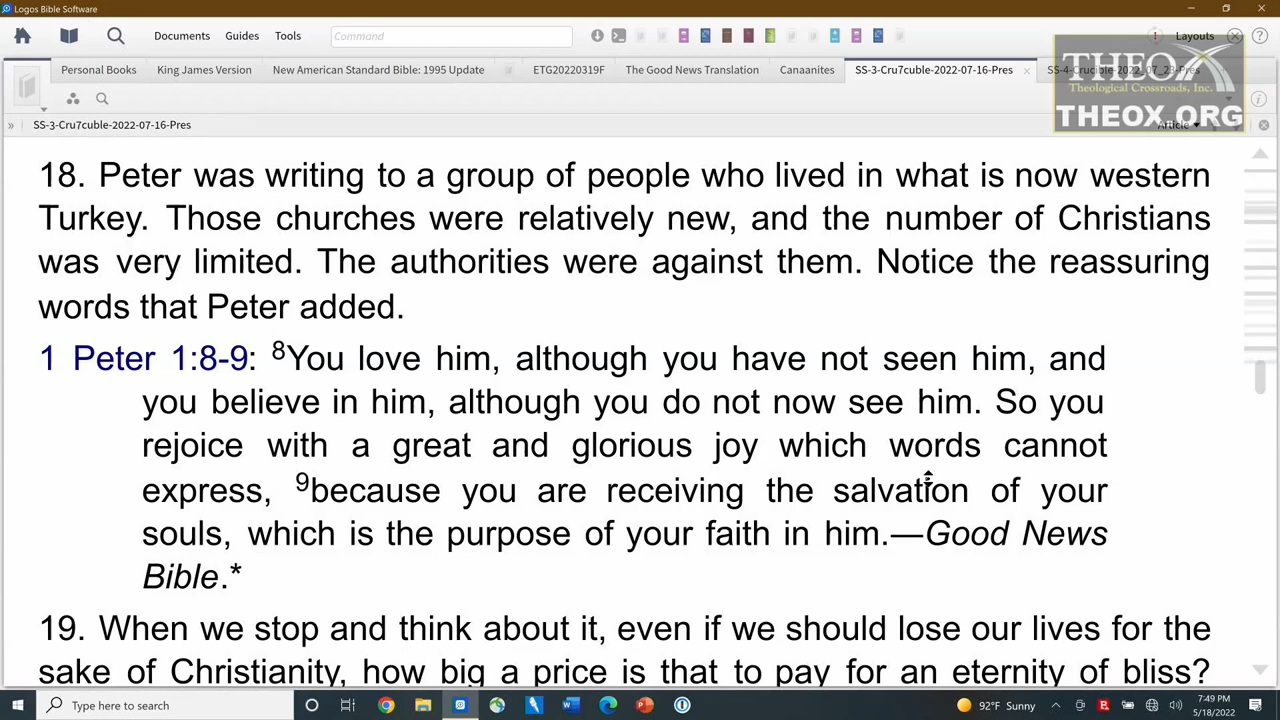 Logos Bible Software
Documents Guides Tools Command Layouts
Personal Books King James Version New American St ute ETG20220319F The Good News Translation Cananites SS-3-Cru7cuble-2022-07-16-Pres SS-4-Crucible-2022_07_23-Pres
THEOX
Theological Crossroads, Inc.
THEOX.ORG
SS-3-Cru7cuble-2022-07-16-Pres Article
18. Peter was writing to a group of people who lived in what is now western
Turkey. Those churches were relatively new, and the number of Christians
was very limited. The authorities were against them. Notice the reassuring
words that Peter added.
1 Peter 1:8-9: 8You love him, although you have not seen him, and
you believe in him, although you do not now see him. So you
rejoice with a great and glorious joy which words cannot
express, 9because you are receiving the salvation of your
souls, which is the purpose of your faith in him.—Good News
Bible.*
19. When we stop and think about it, even if we should lose our lives for the
sake of Christianity, how big a price is that to pay for an eternity of bliss?
Type here to search 92°F Sunny 7:49 PM
5/18/2022